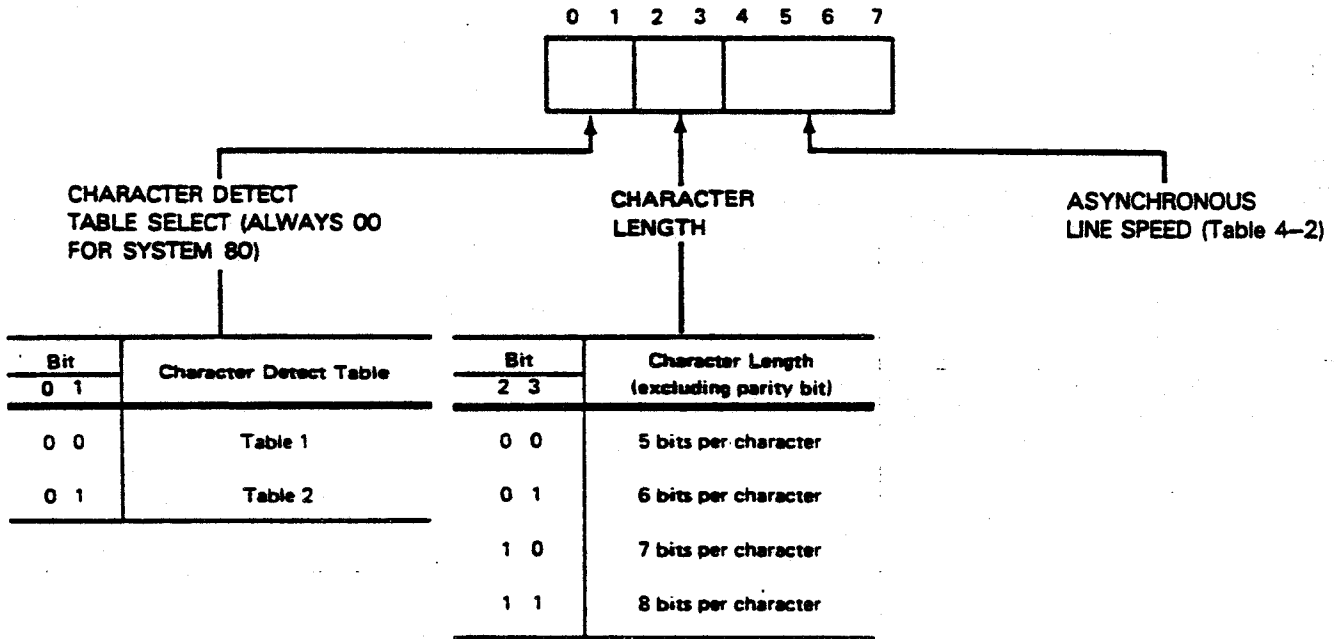 0 1 2 3 4 5 6 7
CHARACTER DETECT
TABLE SELECT (ALWAYS 00
FOR SYSTEM 80)
CHARACTER
LENGTH
ASYNCHRONOUS
LINE SPEED (Table 4–2)
Bit
0 1
Character Detect Table
0 0 Table 1
0 1 Table 2
Bit
2 3
Character Length
(excluding parity bit)
0 0 5 bits per character
0 1 6 bits per character
1 0 7 bits per character
1 1 8 bits per character